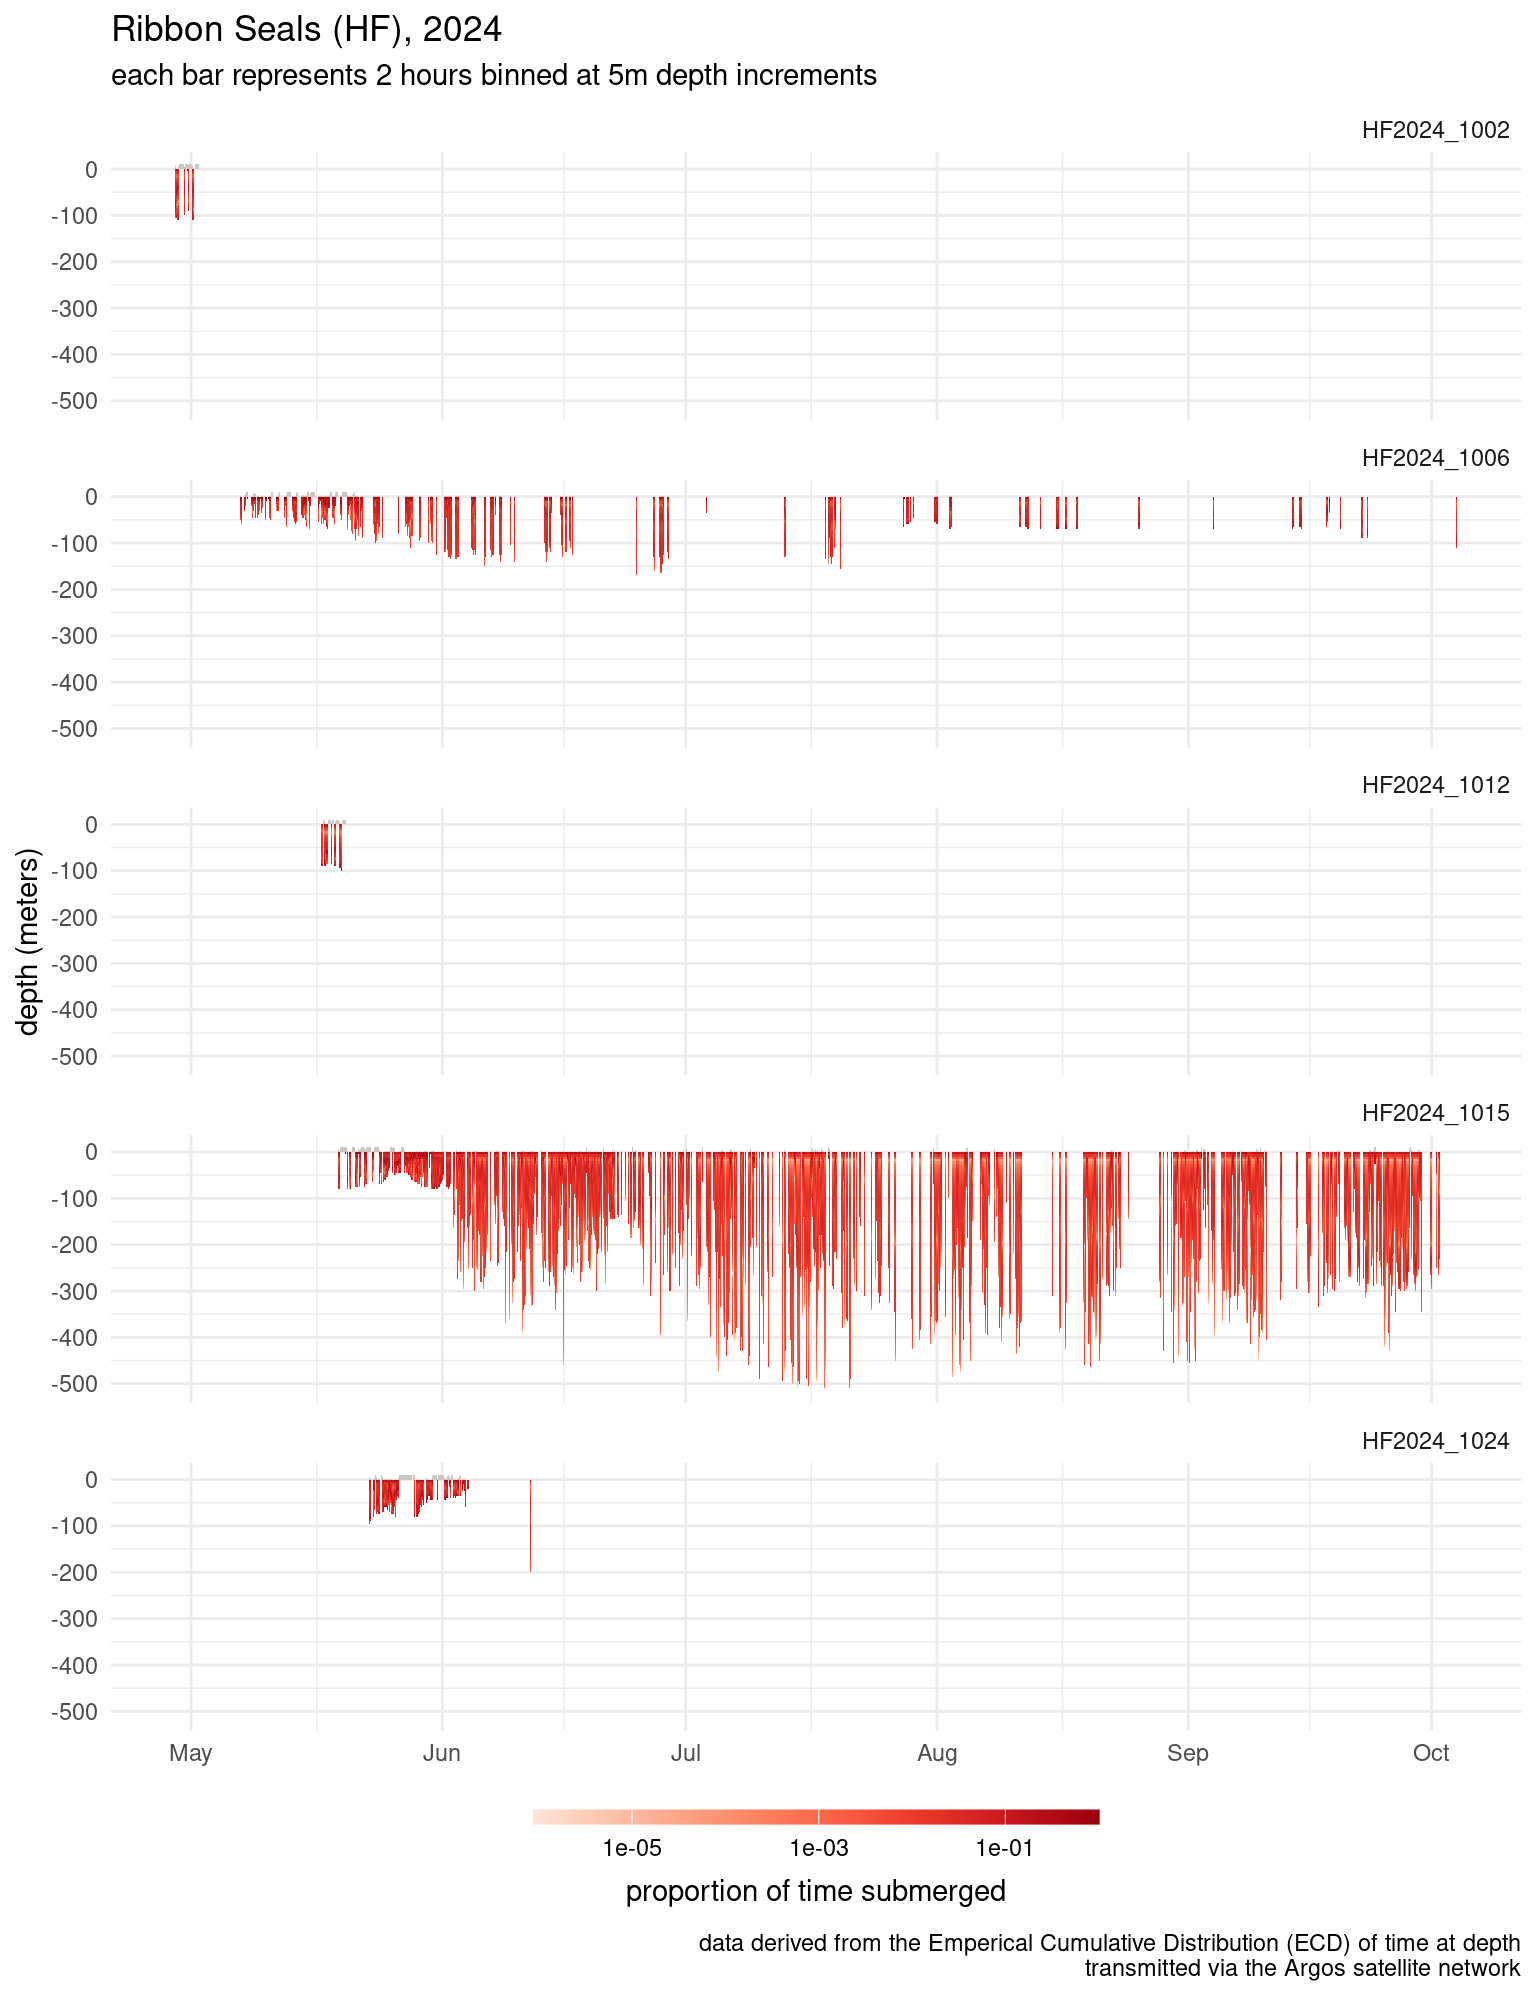 Ribbon Seals (HF), 2024
each bar represents 2 hours binned at 5m depth increments
HF2024_1002
0
-100
-200
-300
-400
-500
HF2024_1006
0
-100
-200
-300
-400
-500
HF2024_1012
0
-100
-200
-300
-400
-500
depth (meters)
HF2024_1015
0
-100
-200
-300
-400
-500
HF2024_1024
0
-100
-200
-300
-400
-500
May Jun Jul Aug Sep Oct
1e-05 1e-03 1e-01
proportion of time submerged
data derived from the Emperical Cumulative Distribution (ECD) of time at depth
transmitted via the Argos satellite network